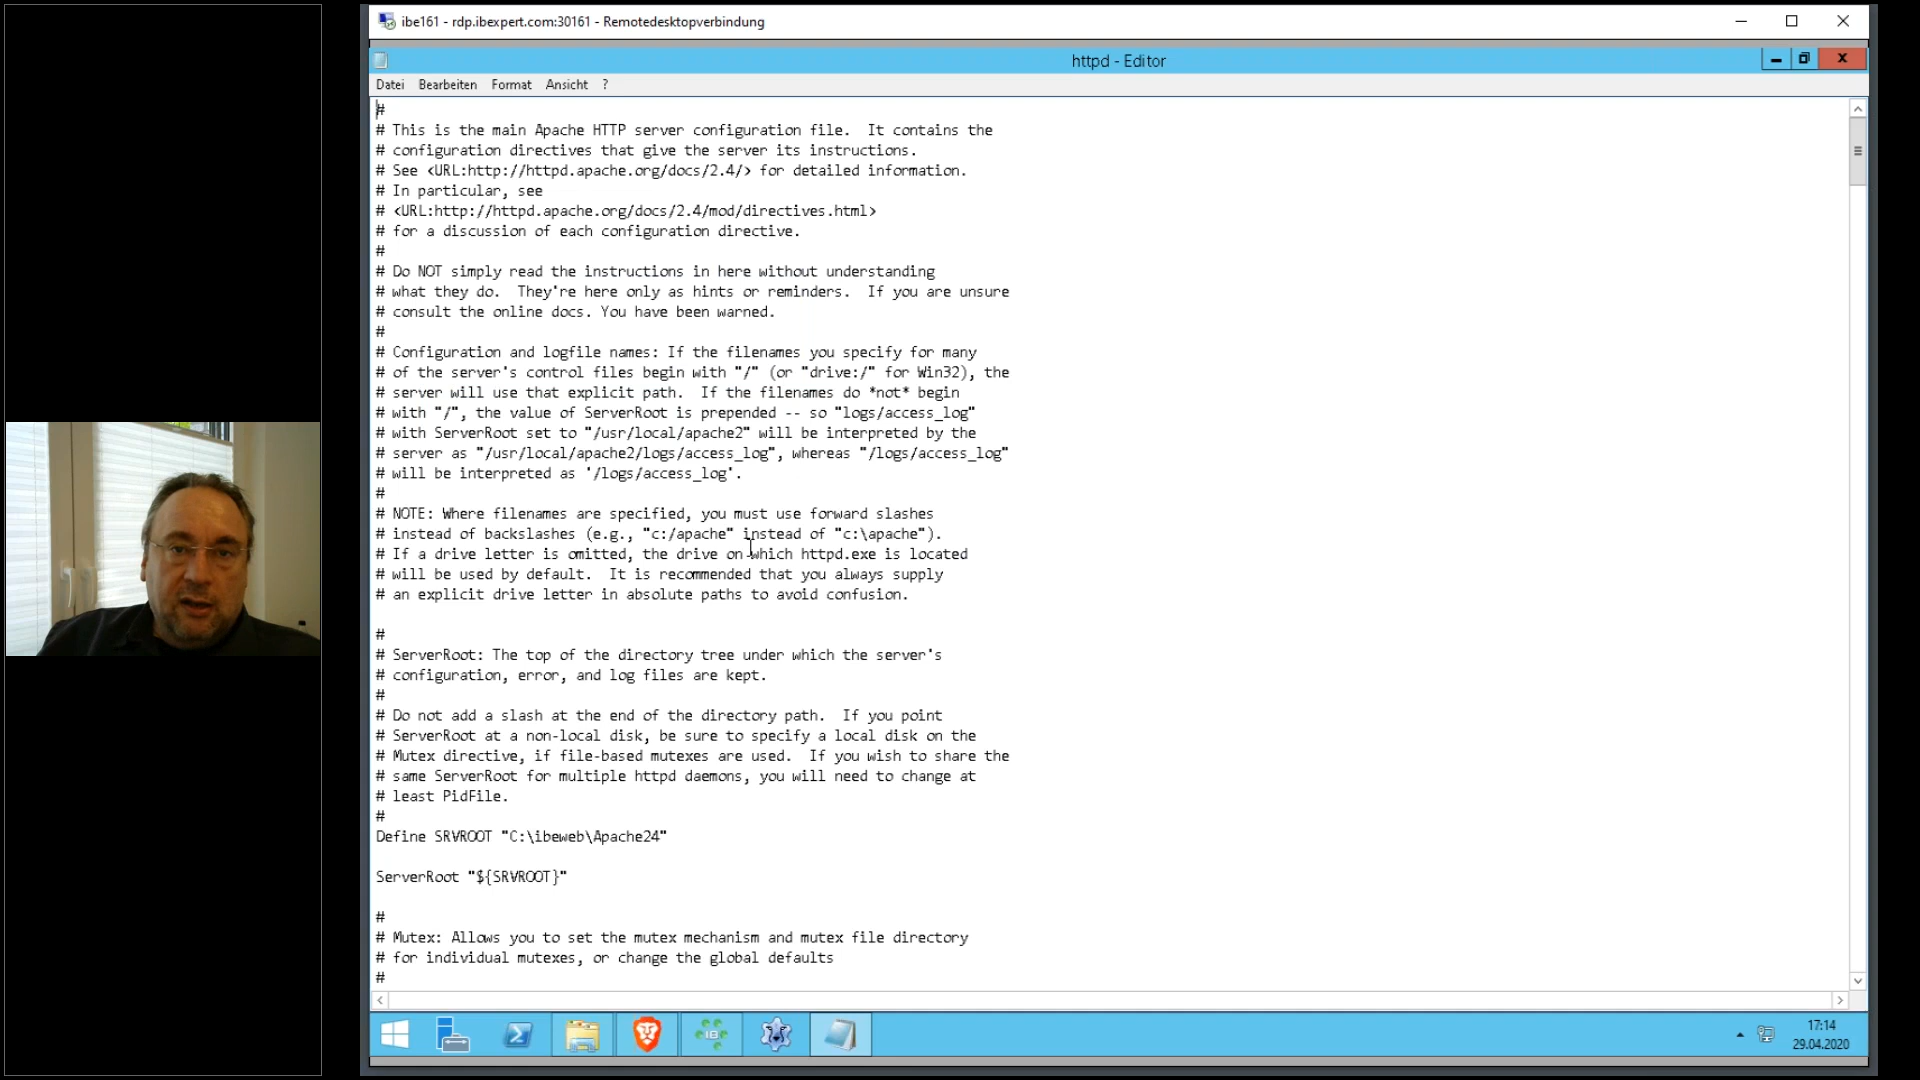 ibe161 - rdp.ibexpert.com:30161 - Remotedesktopverbindung
httpd - Editor
Datei Bearbeiten Format Ansicht ?
#
# This is the main Apache HTTP server configuration file.  It contains the
# configuration directives that give the server its instructions.
# See <URL:http://httpd.apache.org/docs/2.4/> for detailed information.
# In particular, see
# <URL:http://httpd.apache.org/docs/2.4/mod/directives.html>
# for a discussion of each configuration directive.
#
# Do NOT simply read the instructions in here without understanding
# what they do.  They're here only as hints or reminders.  If you are unsure
# consult the online docs. You have been warned.
#
# Configuration and logfile names: If the filenames you specify for many
# of the server's control files begin with "/" (or "drive:/" for Win32), the
# server will use that explicit path.  If the filenames do *not* begin
# with "/", the value of ServerRoot is prepended -- so "logs/access_log"
# with ServerRoot set to "/usr/local/apache2" will be interpreted by the
# server as "/usr/local/apache2/logs/access_log", whereas "/logs/access_log"
# will be interpreted as '/logs/access_log'.
#
# NOTE: Where filenames are specified, you must use forward slashes
# instead of backslashes (e.g., "c:/apache" instead of "c:\apache").
# If a drive letter is omitted, the drive on which httpd.exe is located
# will be used by default.  It is recommended that you always supply
# an explicit drive letter in absolute paths to avoid confusion.
#
# ServerRoot: The top of the directory tree under which the server's
# configuration, error, and log files are kept.
#
# Do not add a slash at the end of the directory path.  If you point
# ServerRoot at a non-local disk, be sure to specify a local disk on the
# Mutex directive, if file-based mutexes are used.  If you wish to share the
# same ServerRoot for multiple httpd daemons, you will need to change at
# least PidFile.
#
Define SRVROOT "C:\ibeweb\Apache24"
ServerRoot "${SRVROOT}"
#
# Mutex: Allows you to set the mutex mechanism and mutex file directory
# for individual mutexes, or change the global defaults
#
IB
17:14
29.04.2020